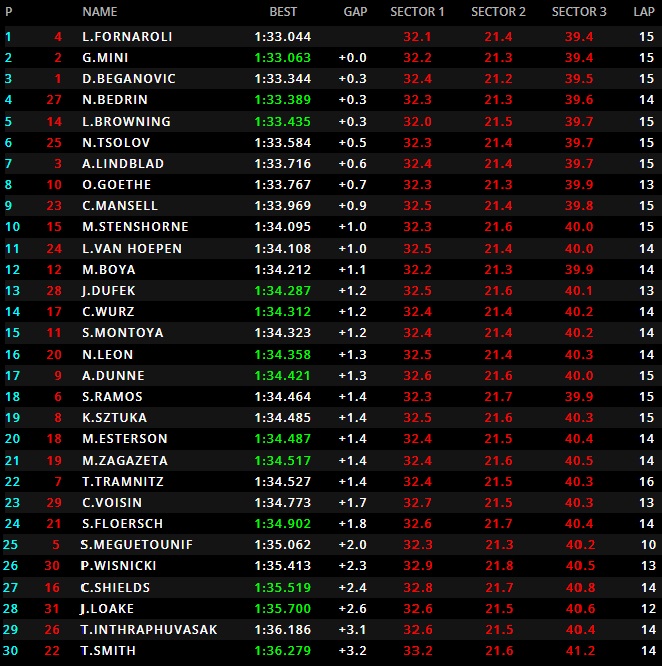 P NAME BEST GAP SECTOR 1 SECTOR 2 SECTOR 3 LAP
1 4 L.FORNAROLI 1:33.044 32.1 21.4 39.4 15
2 2 G.MINI 1:33.063 +0.0 32.2 21.4 39.4 15
3 1 D.BEGANOVIC 1:33.344 +0.3 32.4 21.2 39.5 15
4 27 N.BEDRIN 1:33.389 +0.3 32.3 21.3 39.6 14
5 14 L.BROWNING 1:33.435 +0.3 32.0 21.5 39.7 15
6 25 N.TSOLOV 1:33.584 +0.5 32.3 21.4 39.7 15
7 3 A.LINDBLAD 1:33.716 +0.6 32.4 21.4 39.7 15
8 10 O.GOETHE 1:33.767 +0.7 32.3 21.3 39.9 13
9 23 C.MANSELL 1:33.969 +0.9 32.5 21.4 39.8 15
10 15 M.STENSHORNE 1:34.095 +1.0 32.3 21.6 40.0 14
11 24 L.VAN HOEPEN 1:34.108 +1.0 32.5 21.4 40.0 14
12 12 M.BOYA 1:34.212 +1.1 32.2 21.3 39.9 14
13 28 J.DUFEK 1:34.287 +1.2 32.5 21.6 40.1 13
14 17 C.WURZ 1:34.312 +1.2 32.4 21.4 40.2 14
15 11 S.MONTOYA 1:34.323 +1.2 32.4 21.4 40.2 14
16 20 N.LEON 1:34.358 +1.3 32.5 21.4 40.3 14
17 9 A.DUNNE 1:34.421 +1.3 32.6 21.6 40.0 15
18 6 S.RAMOS 1:34.464 +1.4 32.3 21.7 39.9 15
19 8 K.SZTUKA 1:34.485 +1.4 32.5 21.6 40.3 15
20 18 M.ESTERSON 1:34.487 +1.4 32.4 21.5 40.4 14
21 19 M.ZAGAZETA 1:34.517 +1.4 32.4 21.5 40.4 14
22 7 T.TRAMNITZ 1:34.527 +1.4 32.4 21.5 40.3 16
23 29 C.VOISIN 1:34.773 +1.7 32.7 21.5 40.3 13
24 21 S.FLOERSCH 1:34.902 +1.8 32.6 21.7 40.4 14
25 5 S.MEGUETOUNIF 1:35.062 +2.0 32.3 21.3 40.2 10
26 30 P.WISNICKI 1:35.413 +2.3 32.9 21.8 40.5 13
27 16 C.SHIELDS 1:35.519 +2.4 32.8 21.7 40.8 14
28 31 J.LOAKE 1:35.700 +2.6 32.6 21.5 40.6 12
29 26 T.INTHRAPHUVASAK 1:36.186 +3.1 32.6 21.5 40.4 14
30 22 T.SMITH 1:36.279 +3.2 33.2 21.6 41.2 14